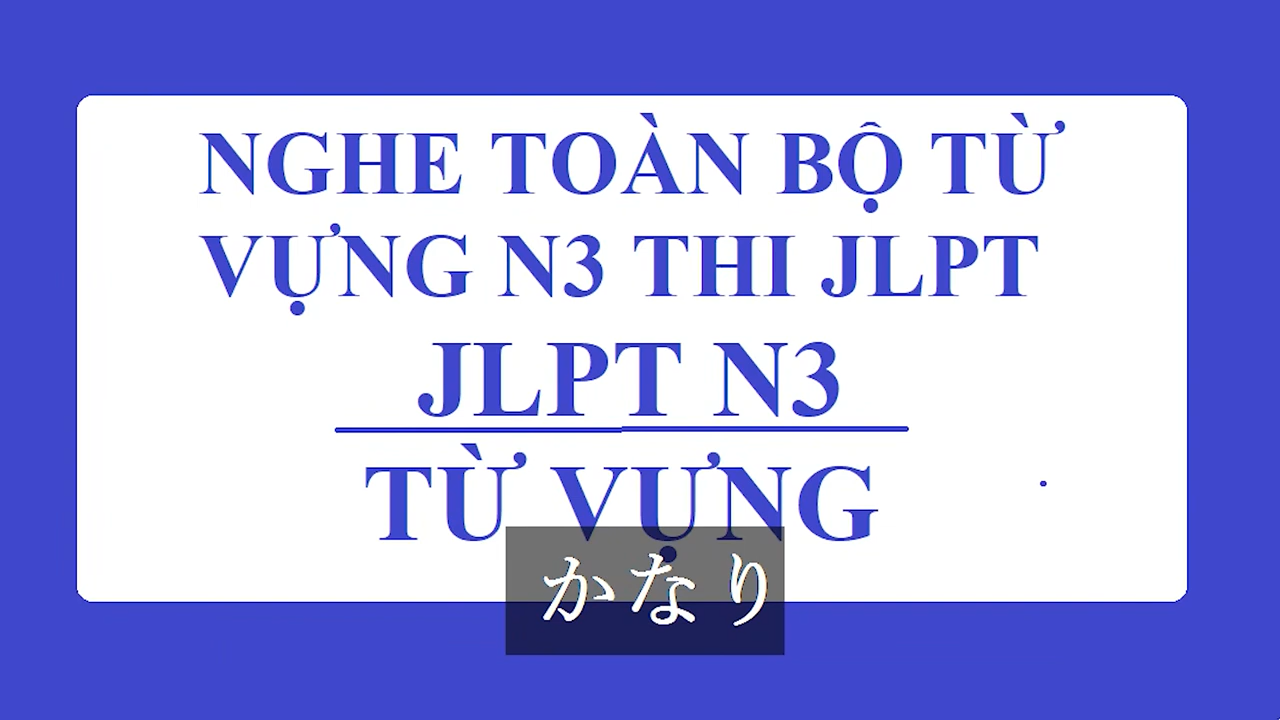 NGHE TOÀN BỘ TỪ
VỰNG N3 THI JLPT
JLPT N3
TỪ VỰNG
かなり